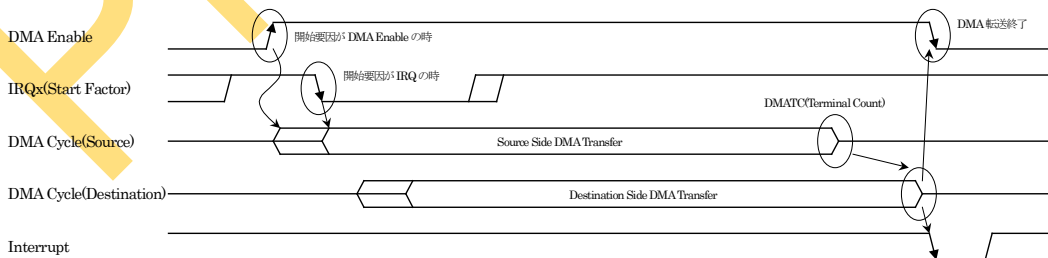 DMA Enable
開始要因が DMA Enable の時
DMA 転送終了
IRQx(Start Factor)
開始要因が IRQ の時
DMATC(Terminal Count)
DMA Cycle(Source)
Source Side DMA Transfer
DMA Cycle(Destination)
Destination Side DMA Transfer
Interrupt